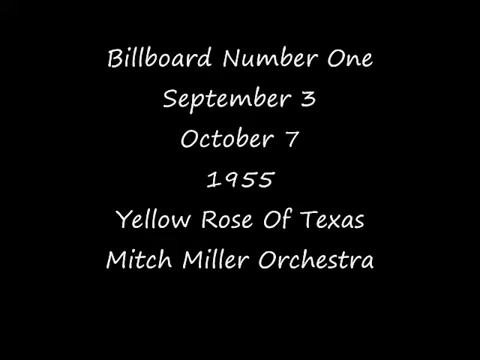 Billboard Number One
September 3
October 7
1955
Yellow Rose Of Texas
Mitch Miller Orchestra